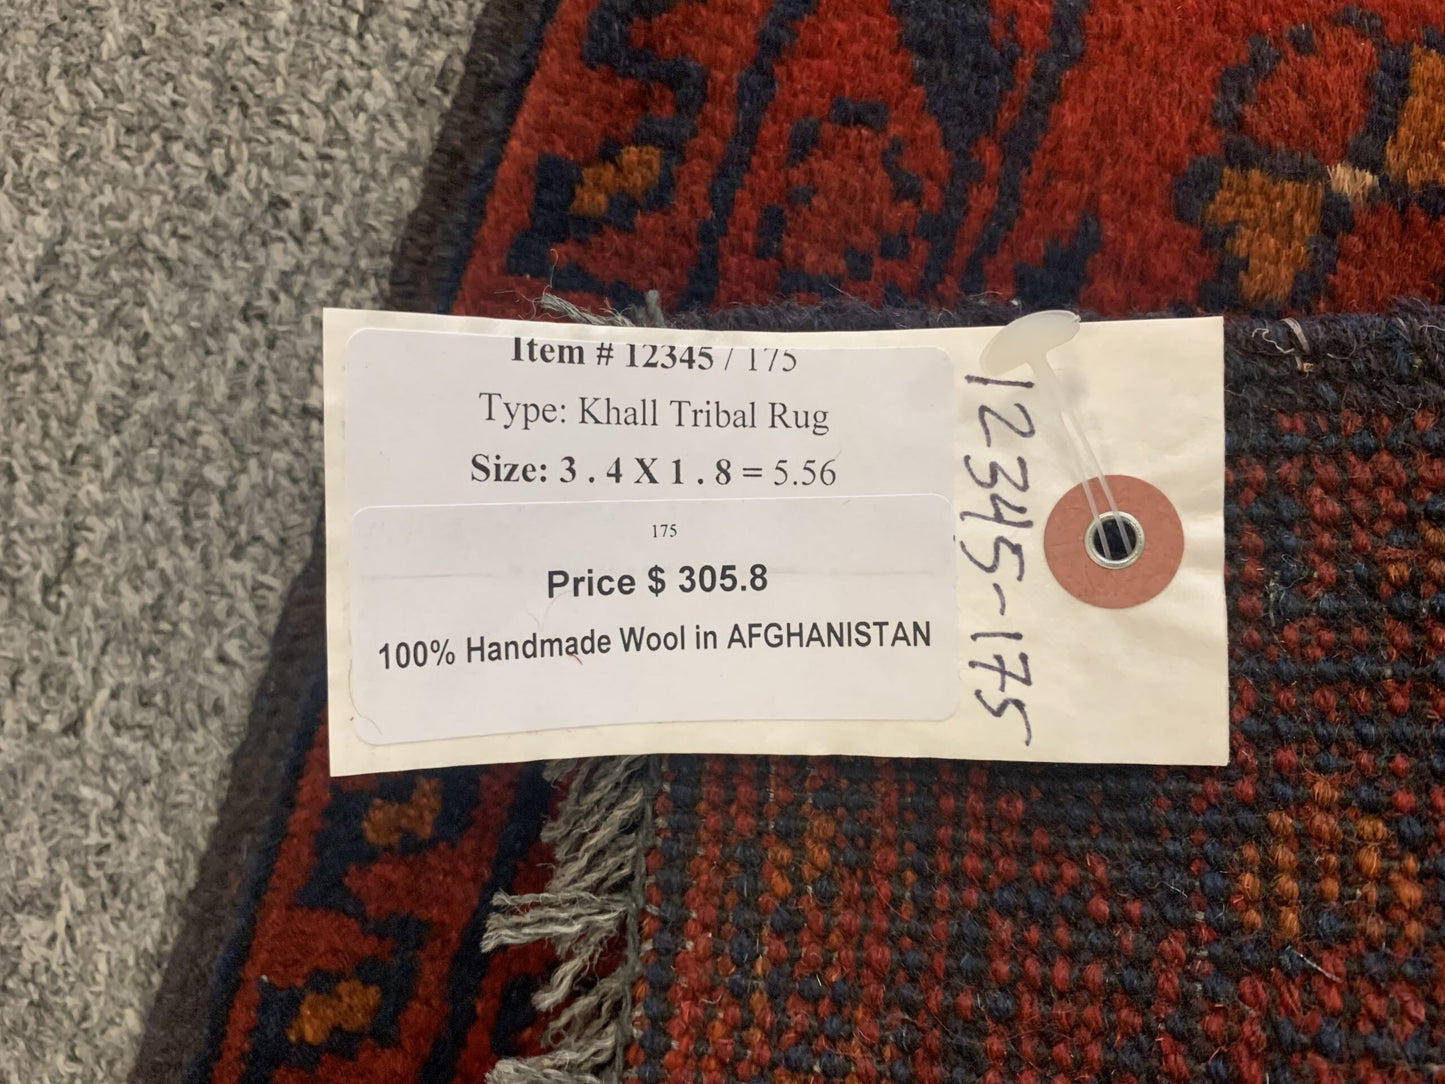 Item # 12345 / 175
Type: Khall Tribal Rug
Size: 3 . 4 X 1 . 8 = 5.56
175
Price $ 305.8
100% Handmade Wool in AFGHANISTAN
12345-175